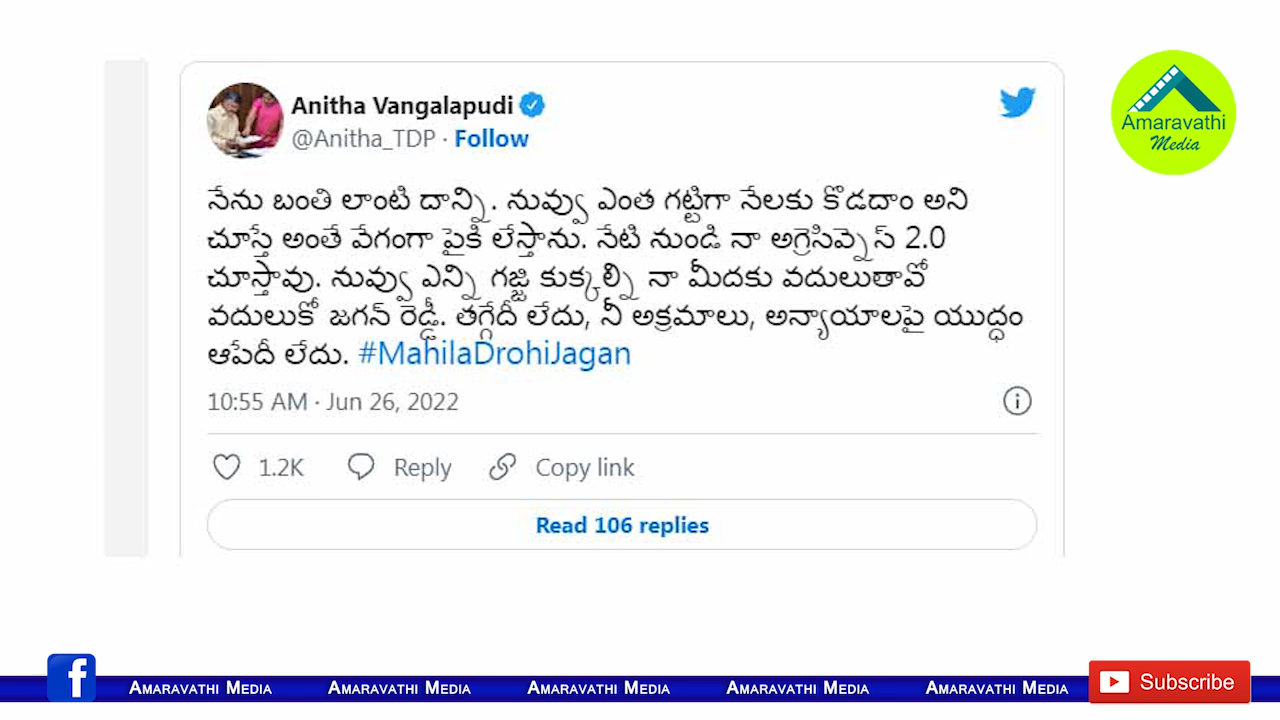 Anitha Vangalapudi
@Anitha_TDP · Follow
నేను బంతి లాంటి దాన్ని. నువ్వు ఎంత గట్టిగా నేలకు కొడదాం అని
చూస్తే అంతే వేగంగా పైకి లేస్తాను. నేటి నుండి నా అగ్రెసివ్నెస్ 2.0
చూస్తావు. నువ్వు ఎన్ని గజ్జి కుక్కల్ని నా మీదకు వదులుతావో
వదులుకో జగన్ రెడ్డీ. తగ్గేదీ లేదు, నీ అక్రమాలు, అన్యాయాలపై యుద్ధం
ఆపేదీ లేదు. #MahilaDrohiJagan
10:55 AM · Jun 26, 2022
1.2K Reply Copy link
Read 106 replies
Amaravathi
Media
f Amaravathi Media Amaravathi Media Amaravathi Media Amaravathi Media Amaravathi Media Subscribe